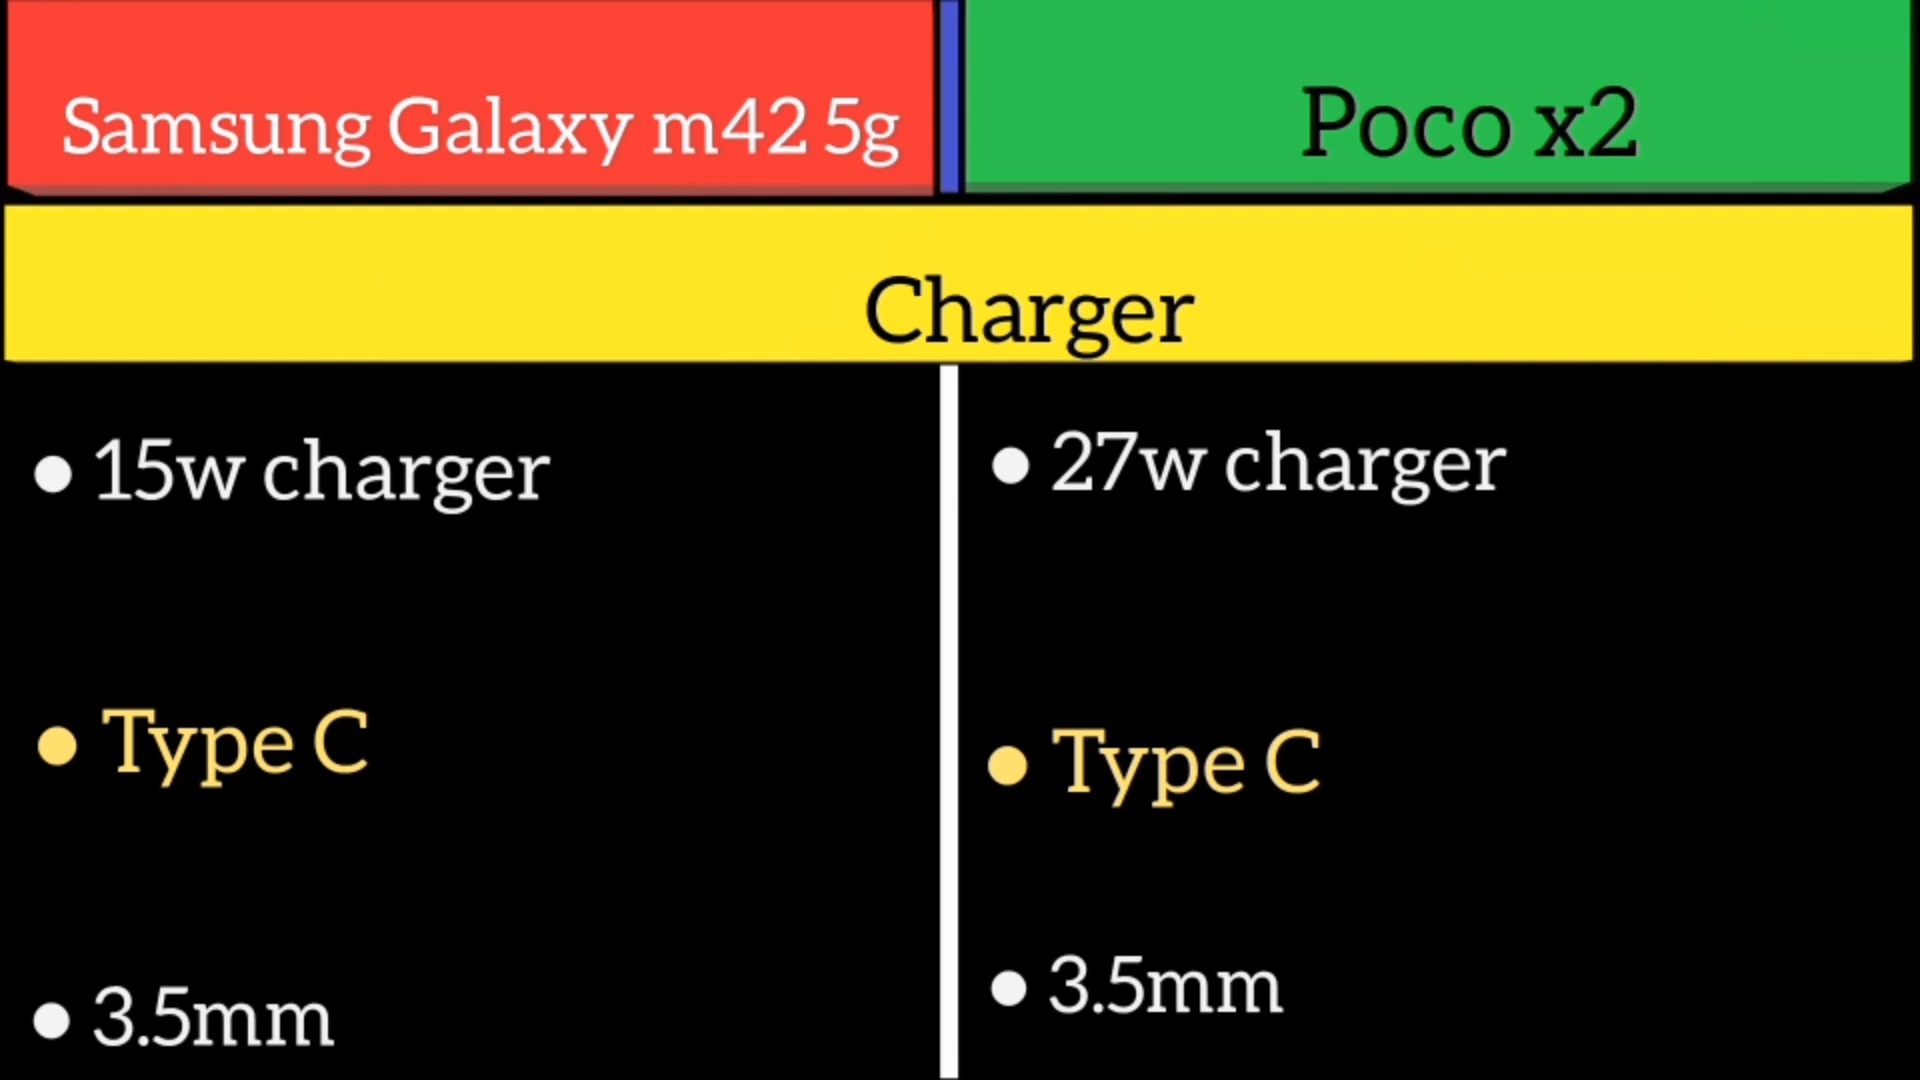 Samsung Galaxy m42 5g
Poco x2
Charger
• 15w charger
• 27w charger
• Type C
• Type C
• 3.5mm
• 3.5mm